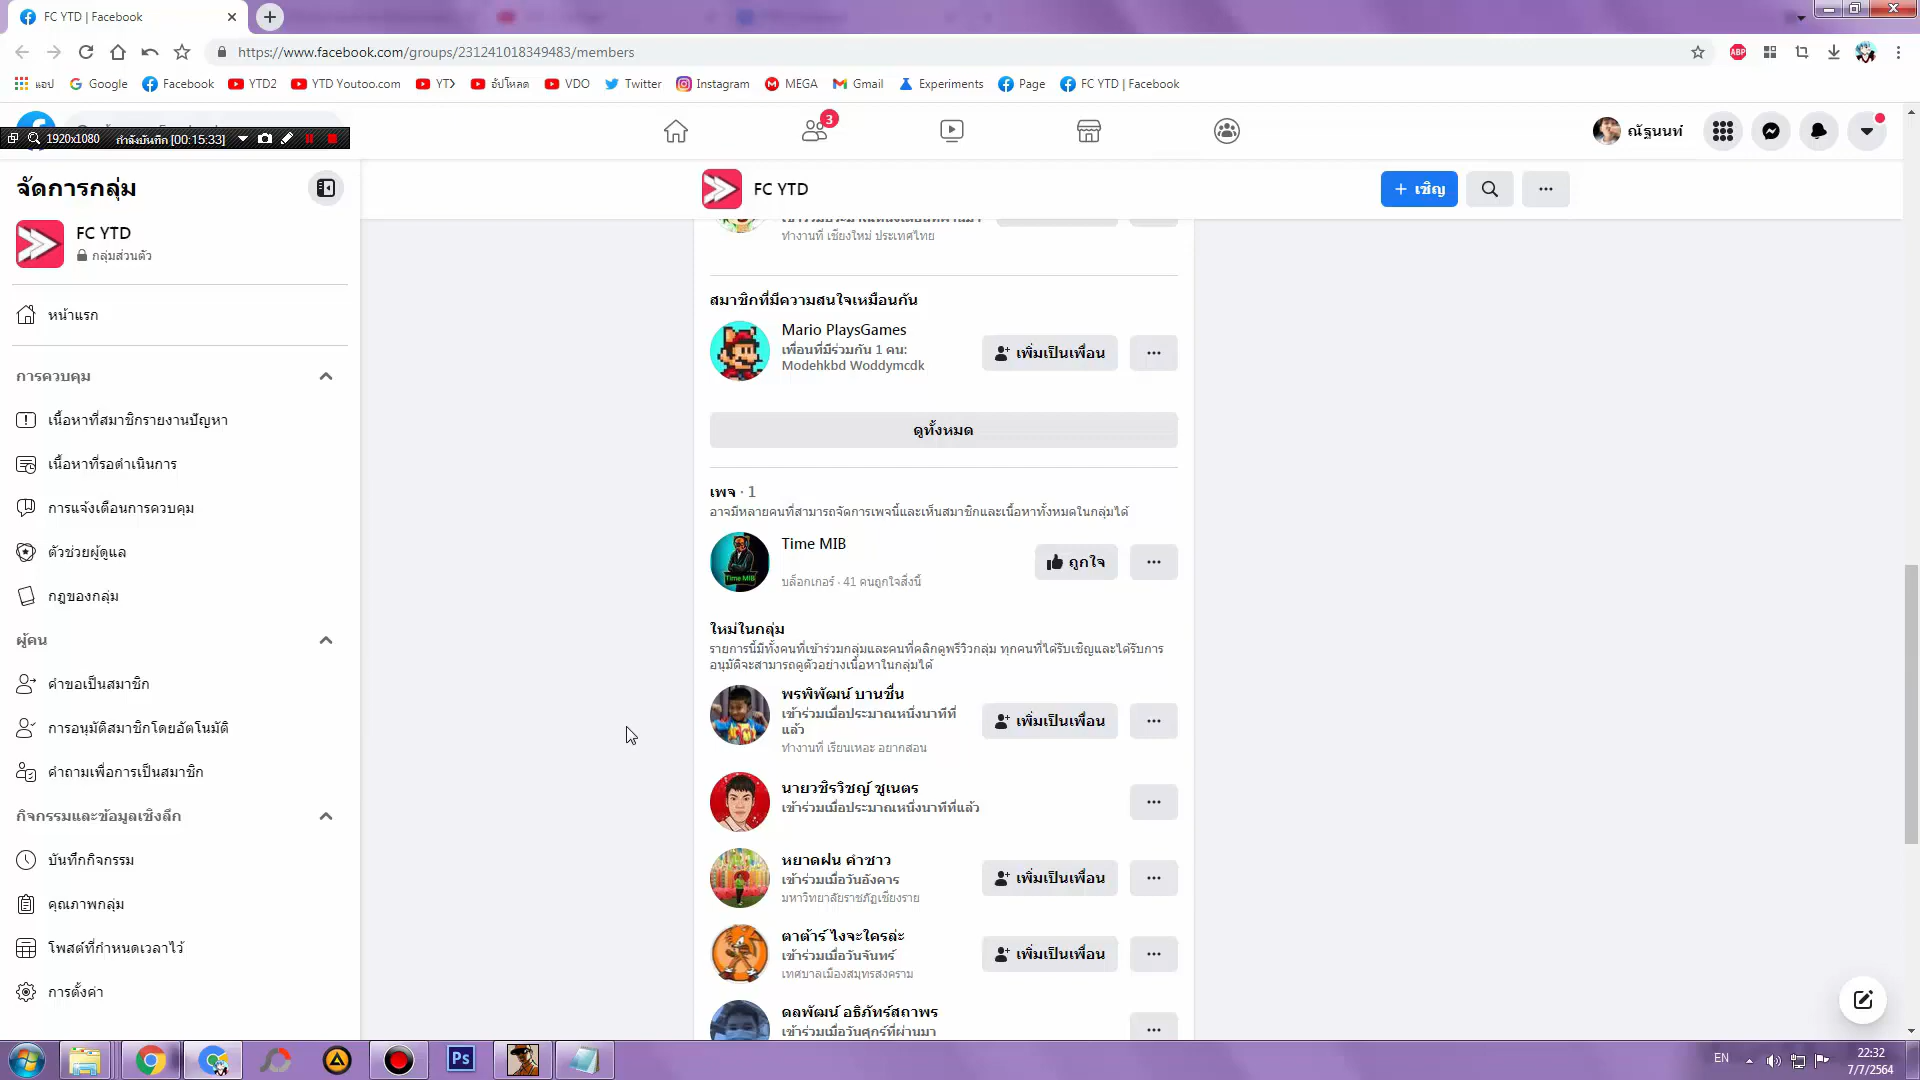 FC YTD | Facebook
https://www.facebook.com/groups/231241018349483/members
ABP
แอป
Google
Facebook
YTD2
YTD Youtoo.com
YT>
อัปโหลด
VDO
Twitter
Instagram
MEGA
Gmail
Experiments
Page
FC YTD | Facebook
1920x1080
กำลังบันทึก [00:15:33]
3
ณัฐนนท์
จัดการกลุ่ม
FC YTD
กลุ่มส่วนตัว
หน้าแรก
การควบคุม
เนื้อหาที่สมาชิกรายงานปัญหา
เนื้อหาที่รอดำเนินการ
การแจ้งเตือนการควบคุม
ตัวช่วยผู้ดูแล
กฎของกลุ่ม
ผู้คน
คำขอเป็นสมาชิก
การอนุมัติสมาชิกโดยอัตโนมัติ
คำถามเพื่อการเป็นสมาชิก
กิจกรรมและข้อมูลเชิงลึก
บันทึกกิจกรรม
คุณภาพกลุ่ม
โพสต์ที่กำหนดเวลาไว้
การตั้งค่า
FC YTD
+ เชิญ
เข้าร่วมประมาณหนึ่งเดือนที่ผ่านมา
ทำงานที่ เชียงใหม่ ประเทศไทย
สมาชิกที่มีความสนใจเหมือนกัน
Mario PlaysGames
เพื่อนที่มีร่วมกัน 1 คน:
Modehkbd Woddymcdk
เพิ่มเป็นเพื่อน
ดูทั้งหมด
เพจ · 1
อาจมีหลายคนที่สามารถจัดการเพจนี้และเห็นสมาชิกและเนื้อหาทั้งหมดในกลุ่มได้
Time MIB
Time MIB
บล็อกเกอร์ · 41 คนถูกใจสิ่งนี้
ถูกใจ
ใหม่ในกลุ่ม
รายการนี้มีทั้งคนที่เข้าร่วมกลุ่มและคนที่คลิกดูพรีวิวกลุ่ม ทุกคนที่ได้รับเชิญและได้รับการ
อนุมัติจะสามารถดูตัวอย่างเนื้อหาในกลุ่มได้
พรพิพัฒน์ บานชื่น
เข้าร่วมเมื่อประมาณหนึ่งนาทีที่
แล้ว
ทำงานที่ เรียนเหอะ อยากสอน
เพิ่มเป็นเพื่อน
นายวชิรวิชญ์ ชูเนตร
เข้าร่วมเมื่อประมาณหนึ่งนาทีที่แล้ว
หยาดฝน คำซาว
เข้าร่วมเมื่อวันอังคาร
มหาวิทยาลัยราชภัฏเชียงราย
เพิ่มเป็นเพื่อน
ตาต้าร์ ไงจะใครล่ะ
เข้าร่วมเมื่อวันจันทร์
เทศบาลเมืองสมุทรสงคราม
เพิ่มเป็นเพื่อน
ดลพัฒน์ อธิภัทร์สถาพร
เข้าร่วมเมื่อวันศุกร์ที่ผ่านมา
Ps
EN
22:32
7/7/2564